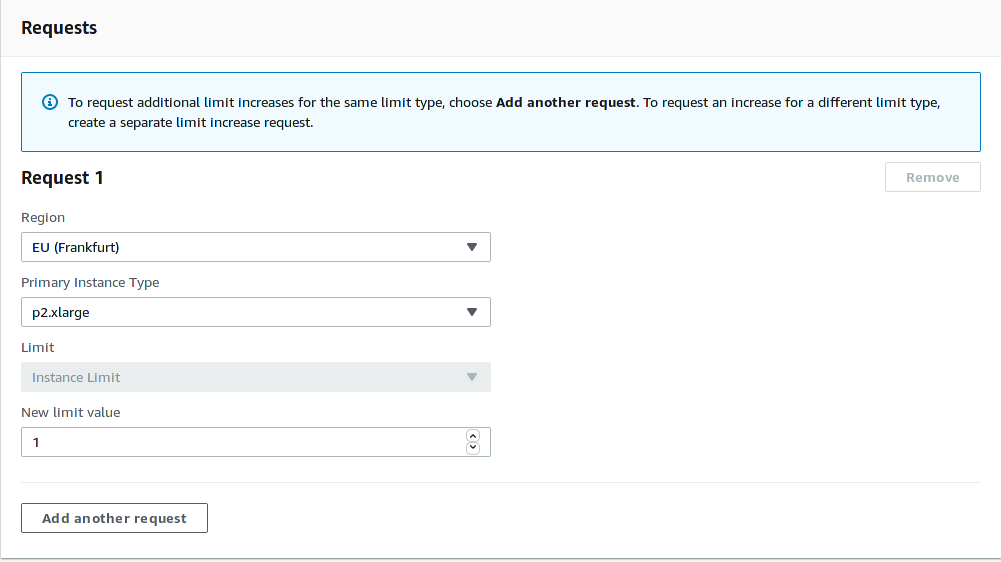 Requests
To request additional limit increases for the same limit type, choose Add another request. To request an increase for a different limit type,
create a separate limit increase request.
Request 1
Remove
Region
EU (Frankfurt)
Primary Instance Type
p2.xlarge
Limit
Instance Limit
New limit value
1
Add another request